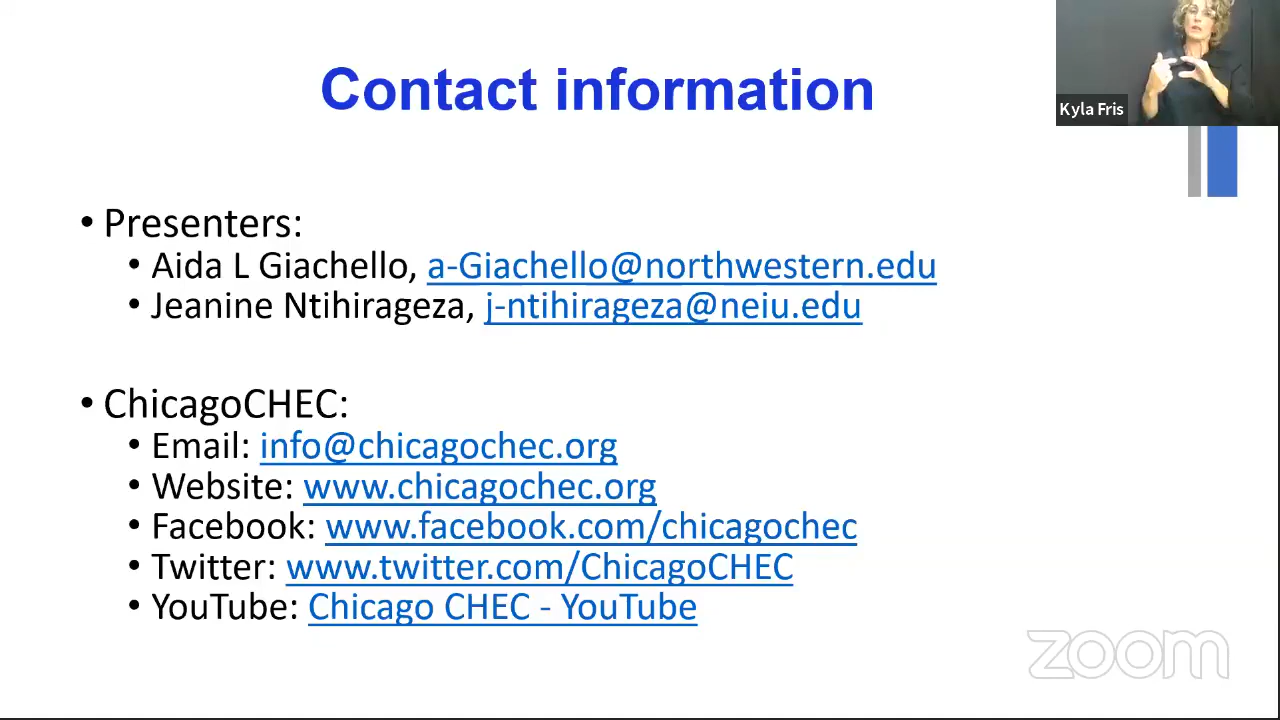 Contact information
Kyla Fris
• Presenters:
• Aida L Giachello, a-Giachello@northwestern.edu
• Jeanine Ntihirageza, j-ntihirageza@neiu.edu
• ChicagoCHEC:
• Email: info@chicagochec.org
• Website: www.chicagochec.org
• Facebook: www.facebook.com/chicagochec
• Twitter: www.twitter.com/ChicagoCHEC
• YouTube: Chicago CHEC - YouTube
zoom